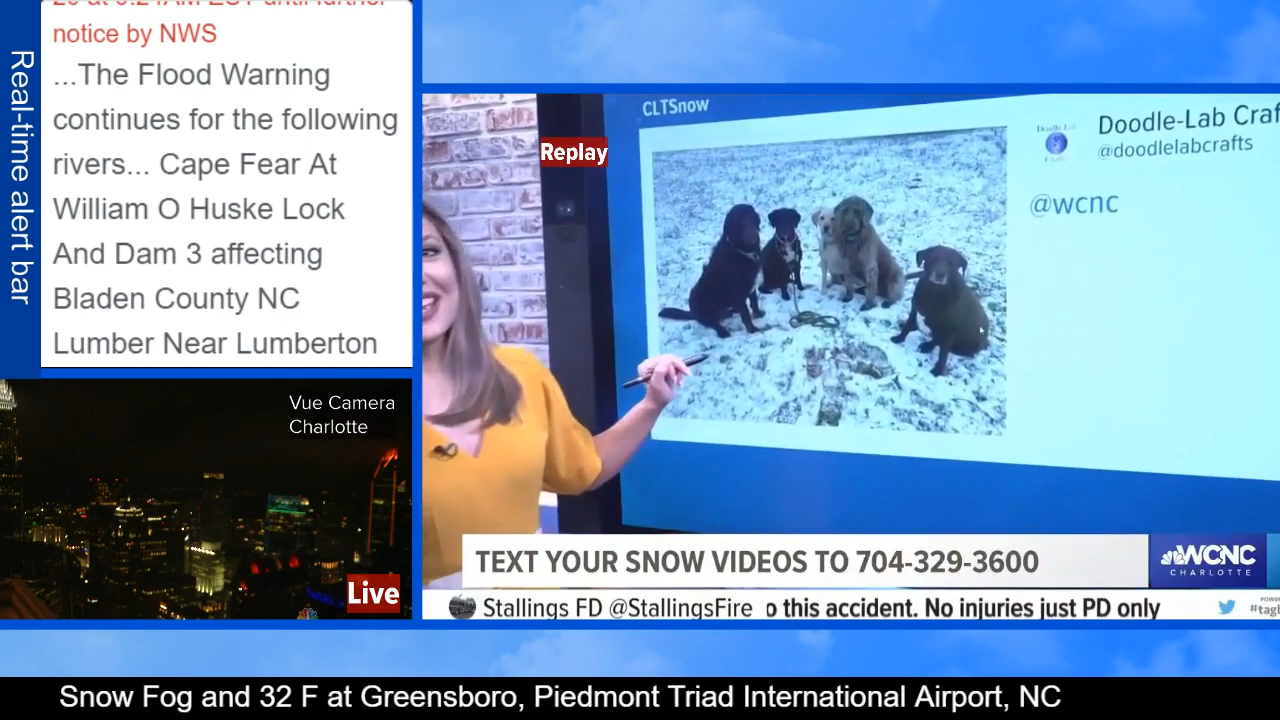 Real-time alert bar
notice by NWS
...The Flood Warning
continues for the following
rivers... Cape Fear At
William O Huske Lock
And Dam 3 affecting
Bladen County NC
Lumber Near Lumberton
Vue Camera
Charlotte
Live
CLTSnow
Replay
Doodle-Lab Craf
@doodlelabcrafts
@wcnc
TEXT YOUR SNOW VIDEOS TO 704-329-3600
WCNC
CHARLOTTE
Stallings FD @StallingsFire o this accident. No injuries just PD only
Snow Fog and 32 F at Greensboro, Piedmont Triad International Airport, NC